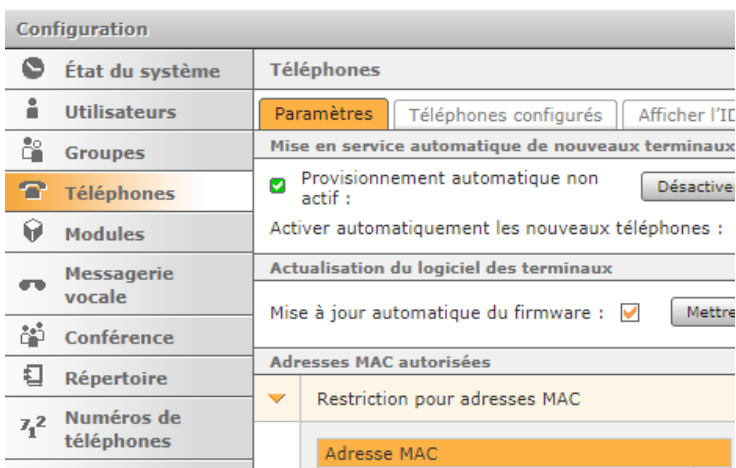 Configuration
État du système
Utilisateurs
Groupes
Téléphones
Modules
Messagerie
vocale
Conférence
Répertoire
Numéros de
téléphones
Téléphones
Paramètres Téléphones configurés Afficher l'ID
Mise en service automatique de nouveaux terminaux
Provisionnement automatique non
actif : Désactiver
Activer automatiquement les nouveaux téléphones :
Actualisation du logiciel des terminaux
Mise à jour automatique du firmware : Mettre
Adresses MAC autorisées
Restriction pour adresses MAC
Adresse MAC